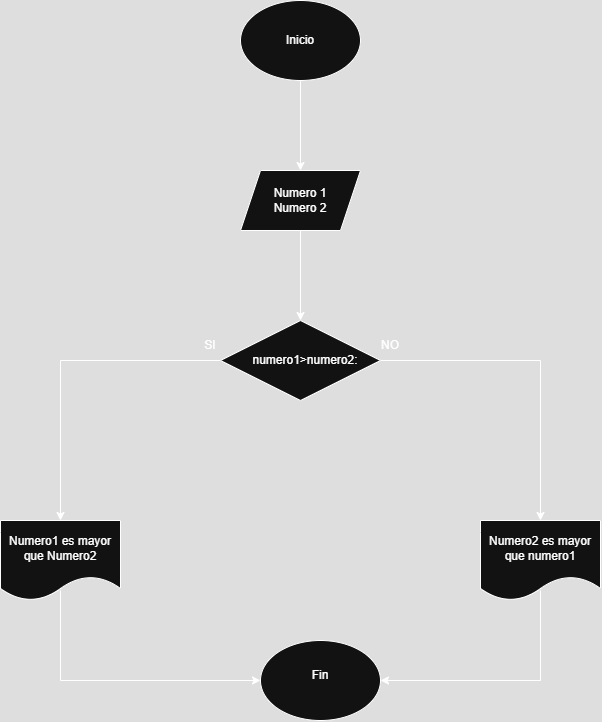 Inicio
Numero 1
Numero 2
SI
numero1>numero2:
NO
Numero1 es mayor
que Numero2
Numero2 es mayor
que numero1
Fin